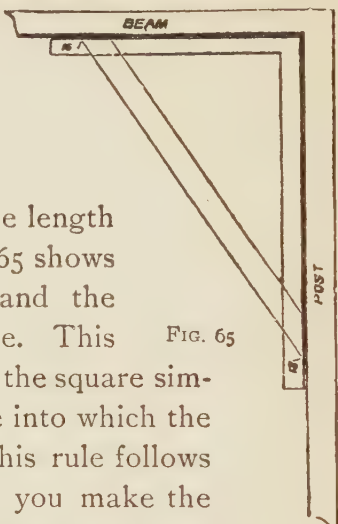 BEAM
e length
65 shows
and the
e. This
POST
FIG. 65
the square sim-
e into which the
his rule follows
you make the